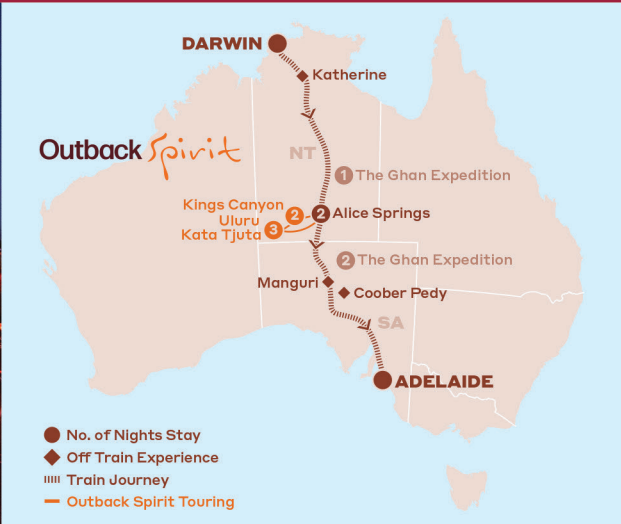 DARWIN
Katherine
Outback Spirit
NT
1 The Ghan Expedition
Kings Canyon 2
Uluru
Kata Tjuta 3
2 Alice Springs
2 The Ghan Expedition
Manguri
Coober Pedy
SA
ADELAIDE
No. of Nights Stay
Off Train Experience
Train Journey
Outback Spirit Touring